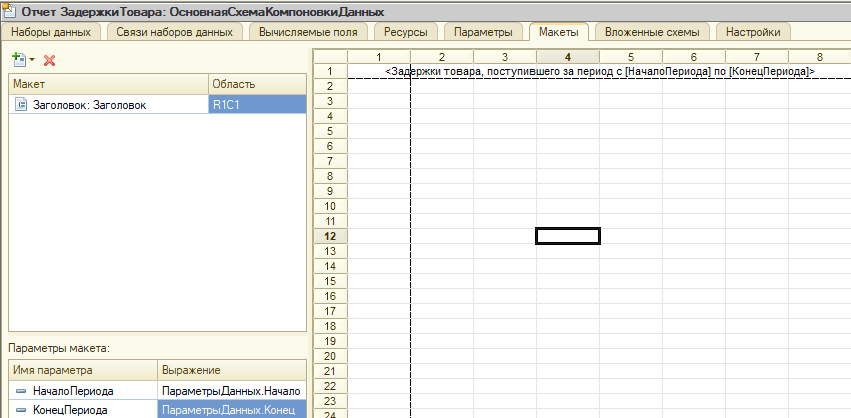 Отчет ЗадержкиТовара: ОсновнаяСхемаКомпоновкиДанных
Наборы данных Связи наборов данных Вычисляемые поля Ресурсы Параметры Макеты Вложенные схемы Настройки
Макет Область
Заголовок: Заголовок R1C1
Параметры макета:
Имя параметра Выражение
НачалоПериода ПараметрыДанных.Начало
КонецПериода ПараметрыДанных.Конец
1 2 3 4 5 6 7 8
1 <Задержки товара, поступившего за период с [НачалоПериода] по [КонецПериода]>
2
3
4
5
6
7
8
9
10
11
12
13
14
15
16
17
18
19
20
21
22
23
24